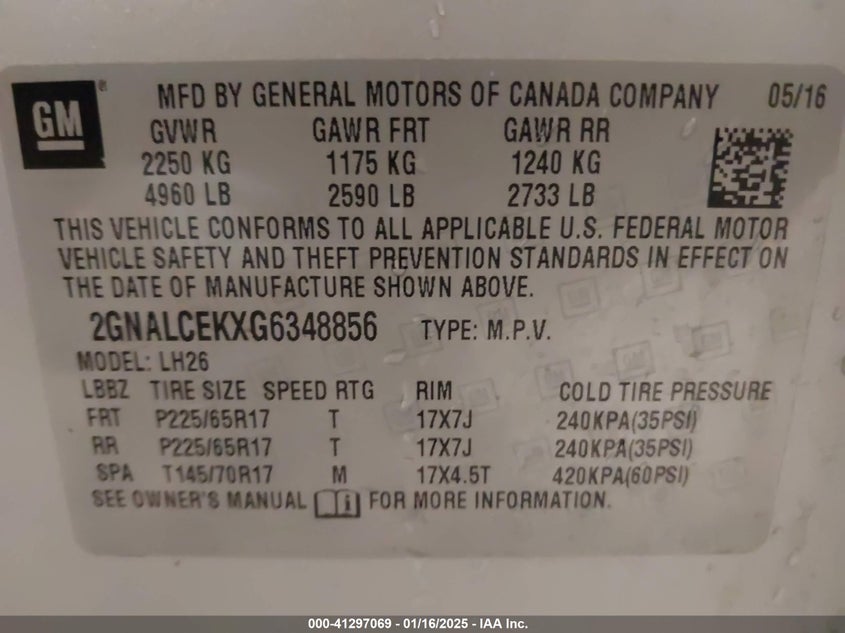 GM ® MFD BY GENERAL MOTORS OF CANADA COMPANY 05/16
GVWR GAWR FRT GAWR RR
2250 KG 1175 KG 1240 KG
4960 LB 2590 LB 2733 LB
THIS VEHICLE CONFORMS TO ALL APPLICABLE U.S. FEDERAL MOTOR
VEHICLE SAFETY AND THEFT PREVENTION STANDARDS IN EFFECT ON
THE DATE OF MANUFACTURE SHOWN ABOVE.
2GNALCEKXG6348856 TYPE: M.P.V.
MODEL: LH26
LBBZ TIRE SIZE SPEED RTG RIM COLD TIRE PRESSURE
FRT P225/65R17 T 17X7J 240KPA(35PSI)
RR P225/65R17 T 17X7J 240KPA(35PSI)
SPA T145/70R17 M 17X4.5T 420KPA(60PSI)
SEE OWNER'S MANUAL FOR MORE INFORMATION.
000-41297069 - 01/16/2025 - IAA Inc.